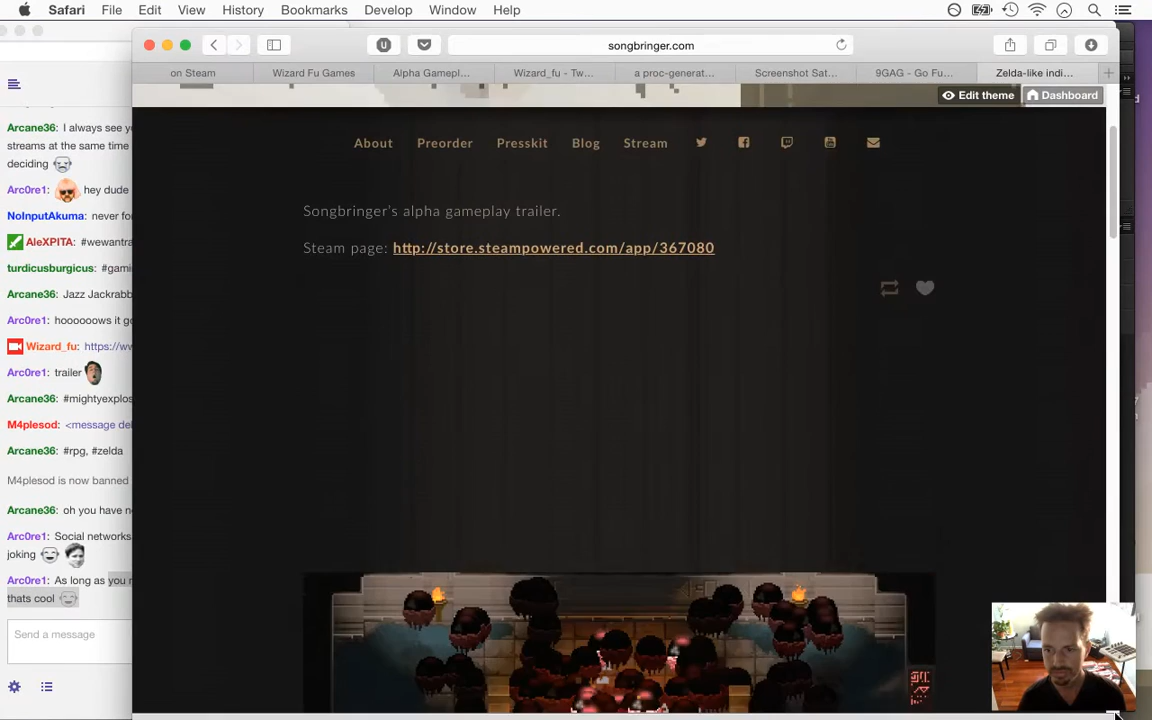 Safari File Edit View History Bookmarks Develop Window Help
songbringer.com
on Steam Wizard Fu Games Alpha Gamepl... Wizard_fu - Tw... a proc-generat... Screenshot Sat... 9GAG - Go Fu... Zelda-like indi...
Edit theme Dashboard
About Preorder Presskit Blog Stream
Songbringer's alpha gameplay trailer.
Steam page: http://store.steampowered.com/app/367080
Arcane36: I always see y
streams at the same time
deciding
Arc0re1: hey dude
NoInputAkuma: never fo
AleXPITA: #wewantra
turdicusburgicus: #gami
Arcane36: Jazz Jackrabb
Arc0re1: hoooooows it go
Wizard_fu: https://ww
Arc0re1: trailer
Arcane36: #mightyexplos
M4plesod: <message del
Arcane36: #rpg, #zelda
M4plesod is now banned
Arcane36: oh you have no
Arc0re1: Social networks
joking
Arc0re1: As long as you r
thats cool
Send a message